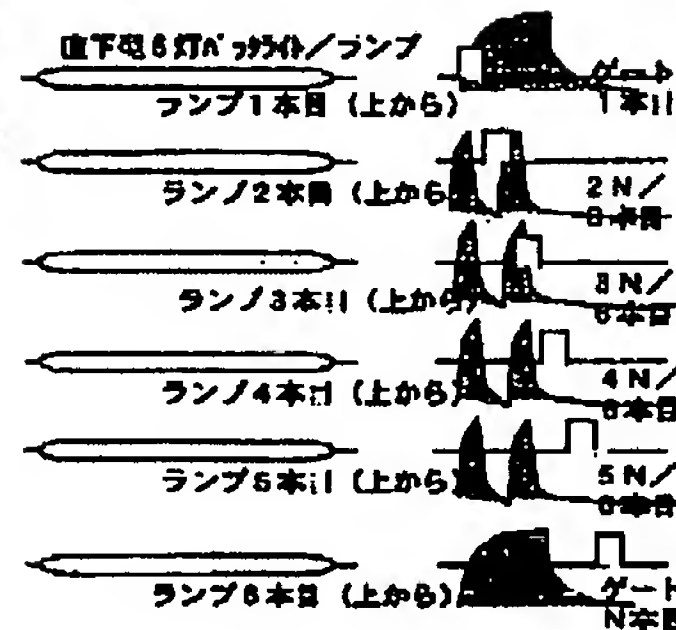 直下型6灯バックライト／ランプ
ランプ1本目（上から）
ゲート
1本目
ランプ2本目（上から
2N／
6本目
ランプ3本目（上から）
3N／
6本目
ランプ4本目（上から）
4N／
6本目
ランプ5本目（上から）
5N／
6本目
ランプ6本目（上から）
ゲート
N本目